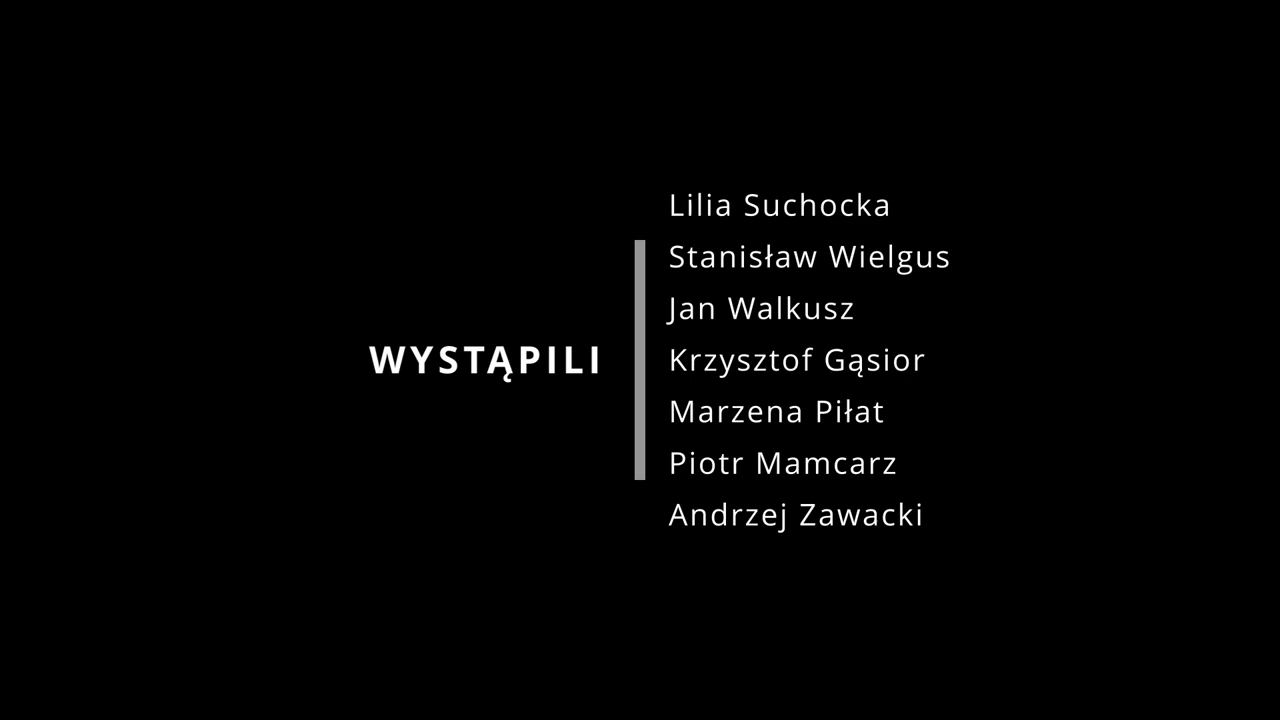 WYSTĄPILI
Lilia Suchocka
Stanisław Wielgus
Jan Walkusz
Krzysztof Gąsior
Marzena Piłat
Piotr Mamcarz
Andrzej Zawacki